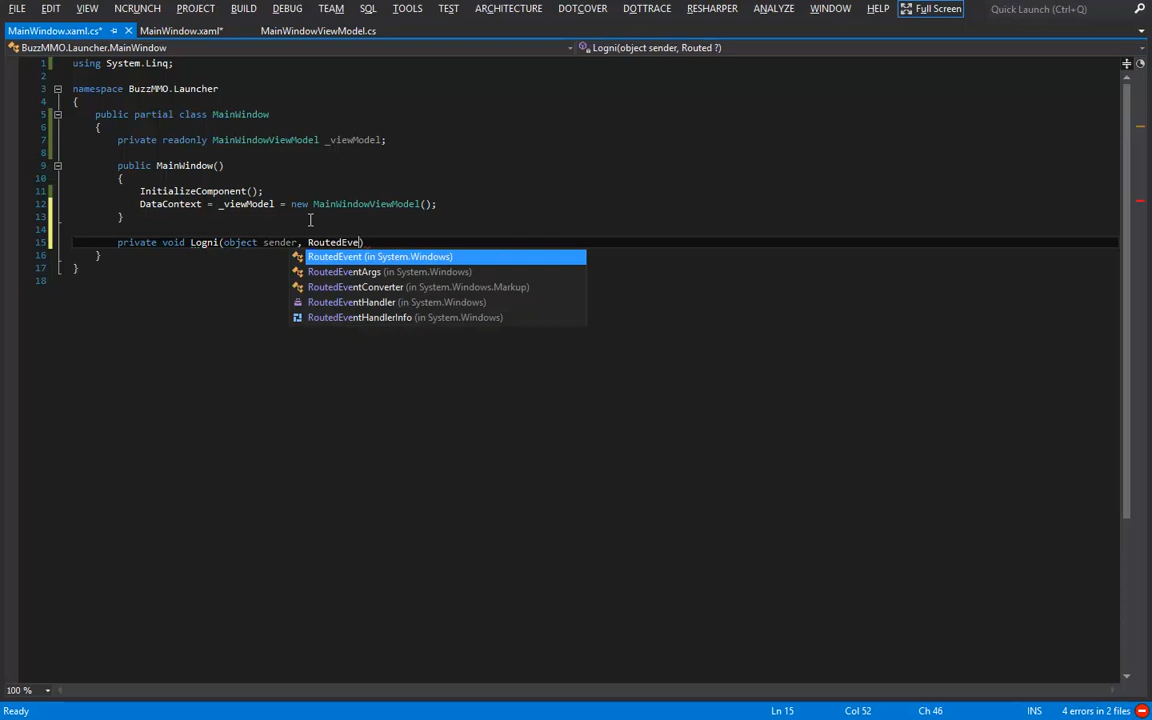 FILE EDIT VIEW NCRUNCH PROJECT BUILD DEBUG TEAM SQL TOOLS DOTCOVER DOTTRACE TEST ARCHITECTURE RESHARPER ANALYZE WINDOW HELP Full Screen Quick Launch (Ctrl+Q)
MainWindow.xaml.cs* MainWindow.xaml* MainWindowViewModel.cs
BuzzMMO.Launcher.MainWindow Logni(object sender, Routed ?)
1 using System.Linq;
2
3 namespace BuzzMMO.Launcher
4 {
5 public partial class MainWindow
6 {
7 private readonly MainWindowViewModel _viewModel;
8
9 public MainWindow()
10 {
11 InitializeComponent();
12 DataContext = _viewModel = new MainWindowViewModel();
13 }
14
15 private void Logni(object sender, RoutedEve)
RoutedEvent (in System.Windows)
16 }
RoutedEventArgs (in System.Windows)
17 }
RoutedEventConverter (in System.Windows.Markup)
18
RoutedEventHandler (in System.Windows)
RoutedEventHandlerInfo (in System.Windows)
100 %
Ready Ln 15 Col 52 Ch 46 INS 4 errors in 2 files